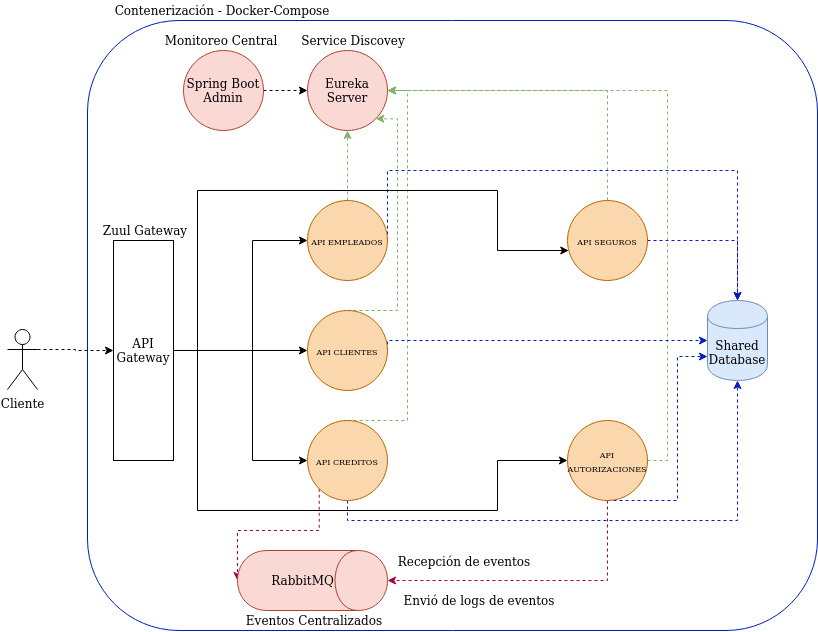 Contenerización - Docker-Compose
Monitoreo Central
Service Discovey
Spring Boot
Admin
Eureka
Server
Zuul Gateway
API EMPLEADOS
API SEGUROS
API
Gateway
API CLIENTES
Shared
Database
Cliente
API CREDITOS
API
AUTORIZACIONES
RabbitMQ
Recepción de eventos
Envió de logs de eventos
Eventos Centralizados